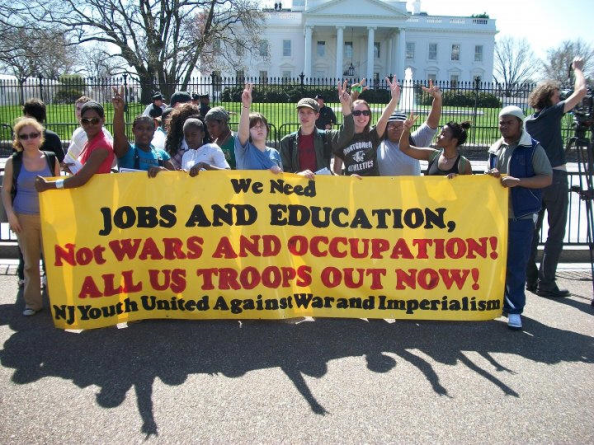 We Need
JOBS AND EDUCATION,
Not WARS AND OCCUPATION!
ALL US TROOPS OUT NOW!
NJ Youth United Against War and Imperialism